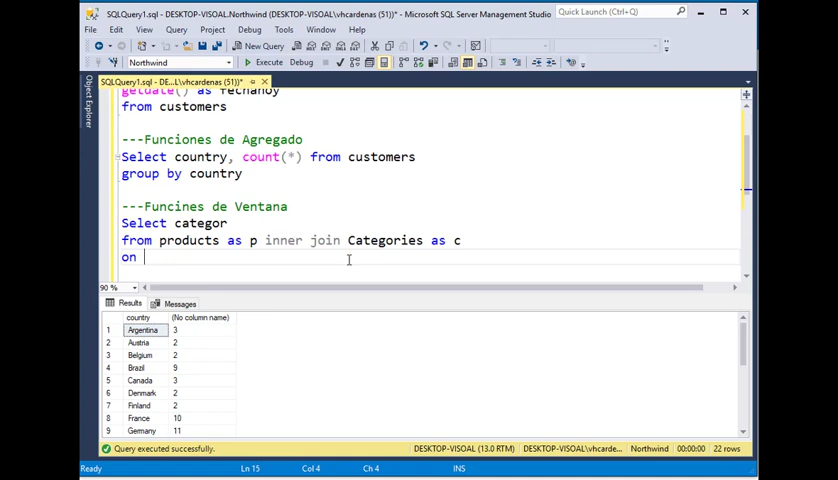 SQLQuery1.sql - DESKTOP-VISOAL.Northwind (DESKTOP-VISOAL\vhcardenas (51))* - Microsoft SQL Server Management Studio
Quick Launch (Ctrl+Q)
File Edit View Query Project Debug Tools Window Help
New Query
Northwind Execute Debug
SQLQuery1.sql - DE...L\vhcardenas (51))*
Object Explorer
getdate() as fechahoy
from customers
---Funciones de Agregado
Select country, count(*) from customers
group by country
---Funcines de Ventana
Select categor
from products as p inner join Categories as c
on
90 %
Results Messages
country (No column name)
1 Argentina 3
2 Austria 2
3 Belgium 2
4 Brazil 9
5 Canada 3
6 Denmark 2
7 Finland 2
8 France 10
9 Germany 11
Query executed successfully. DESKTOP-VISOAL (13.0 RTM) DESKTOP-VISOAL\vhcarde... Northwind 00:00:00 22 rows
Ready Ln 15 Col 4 Ch 4 INS